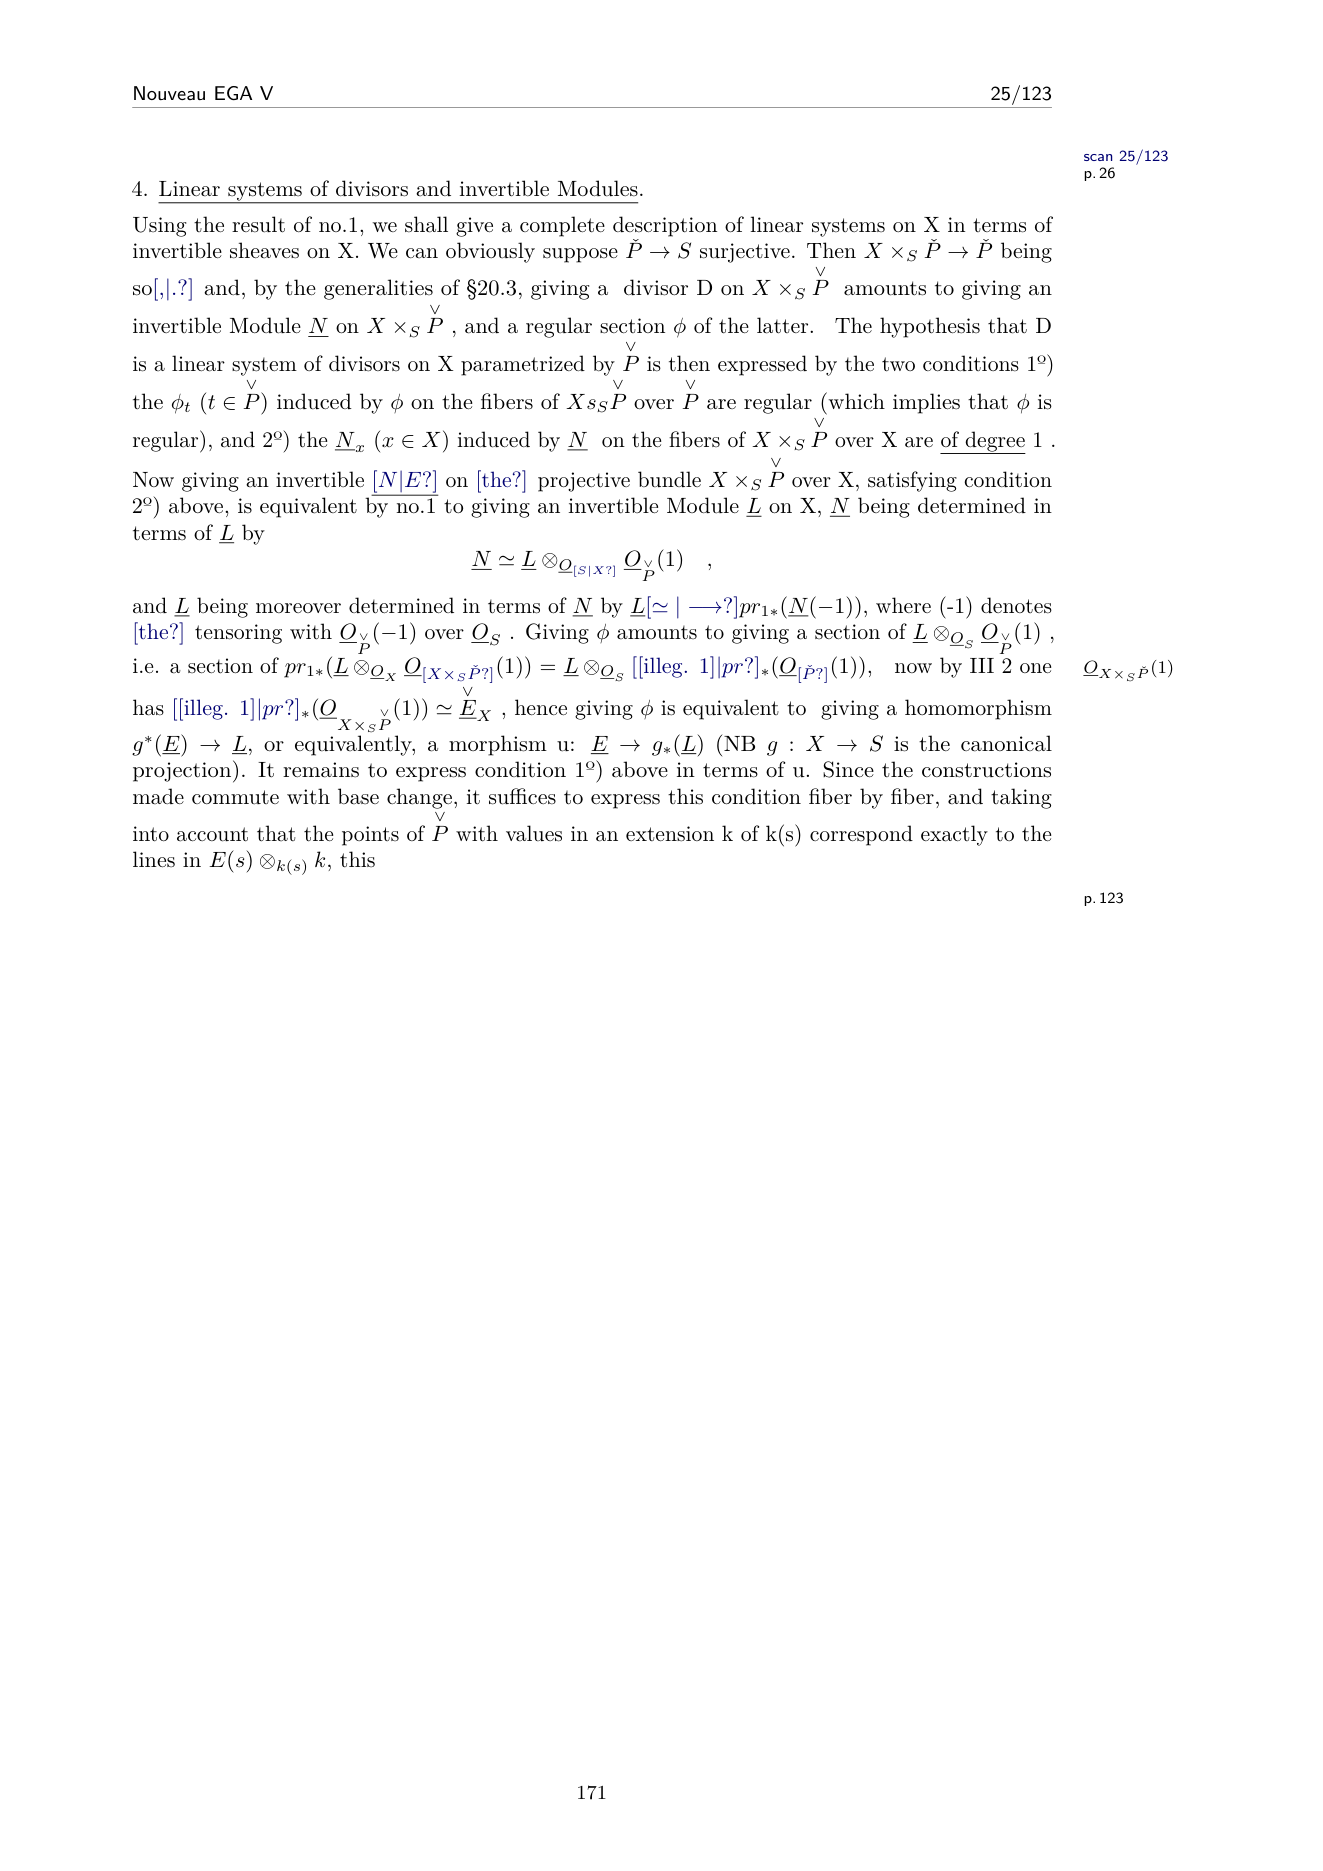 Nouveau EGA V 25/123
scan 25/123
p. 26
4. Linear systems of divisors and invertible Modules.
Using the result of no.1, we shall give a complete description of linear systems on X in terms of
invertible sheaves on X. We can obviously suppose P̌ → S surjective. Then X ×_S P̌ → P̌ being
so[,|.?] and, by the generalities of §20.3, giving a divisor D on X ×_S P̌ amounts to giving an
invertible Module N on X ×_S P̌ , and a regular section ϕ of the latter. The hypothesis that D
is a linear system of divisors on X parametrized by P̌ is then expressed by the two conditions 1º)
the ϕ_t (t ∈ P̌) induced by ϕ on the fibers of Xs_S P̌ over P̌ are regular (which implies that ϕ is
regular), and 2º) the N_x (x ∈ X) induced by N on the fibers of X ×_S P̌ over X are of degree 1 .
Now giving an invertible [N|E?] on [the?] projective bundle X ×_S P̌ over X, satisfying condition
2º) above, is equivalent by no.1 to giving an invertible Module L on X, N being determined in
terms of L by
N ≃ L ⊗_{O_{[S|X?]}} O_{P̌}(1) ,
and L being moreover determined in terms of N by L[≃ | ⟶?]pr_{1*}(N(−1)), where (-1) denotes
[the?] tensoring with O_{P̌}(−1) over O_S . Giving ϕ amounts to giving a section of L ⊗_{O_S} O_{P̌}(1) ,
i.e. a section of pr_{1*}(L ⊗_{O_X} O_{[X×_S P̌?]}(1)) = L ⊗_{O_S} [[illeg. 1]|pr?]_*(O_{[P̌?]}(1)), now by III 2 one
O_{X×_S P̌}(1)
has [[illeg. 1]|pr?]_*(O_{X×_S P̌}(1)) ≃ Ě_X , hence giving ϕ is equivalent to giving a homomorphism
g^*(E) → L, or equivalently, a morphism u: E → g_*(L) (NB g : X → S is the canonical
projection). It remains to express condition 1º) above in terms of u. Since the constructions
made commute with base change, it suffices to express this condition fiber by fiber, and taking
into account that the points of P̌ with values in an extension k of k(s) correspond exactly to the
lines in E(s) ⊗_{k(s)} k, this
p. 123
171